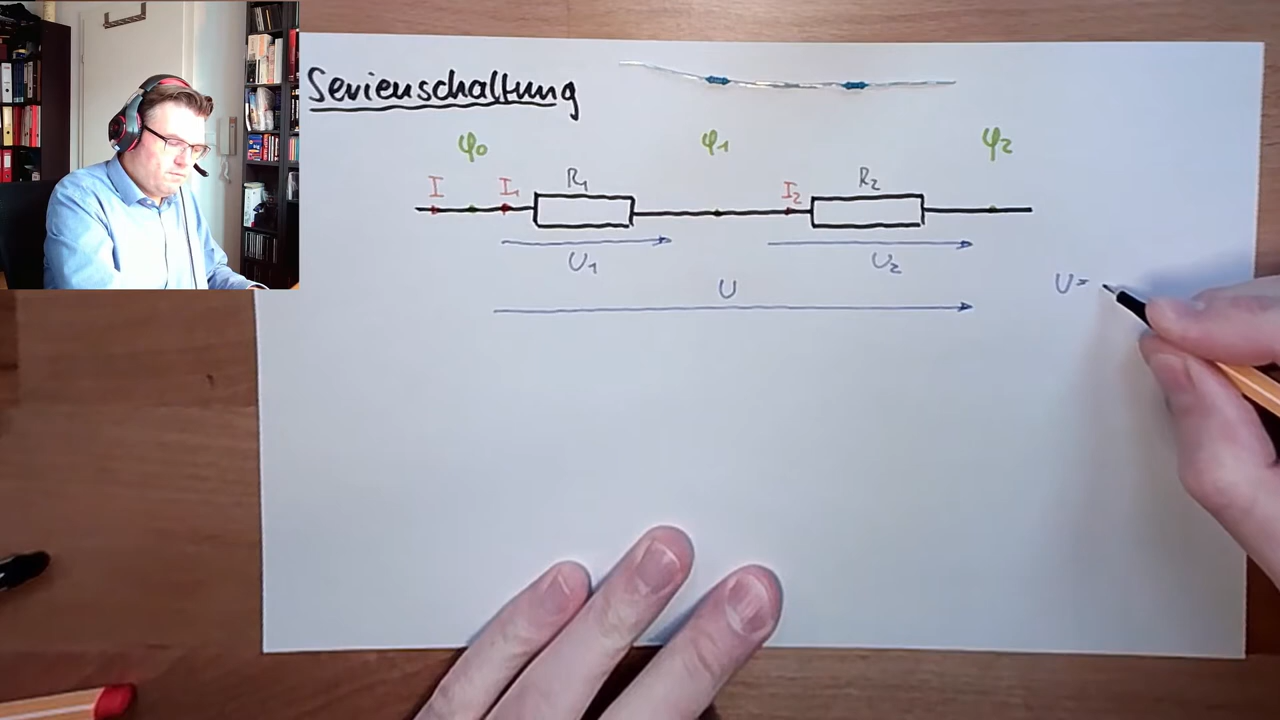 Serienschaltung
φ₀ φ₁ φ₂
I I₁ R₁ I₂ R₂
U₁ U₂
U
U=